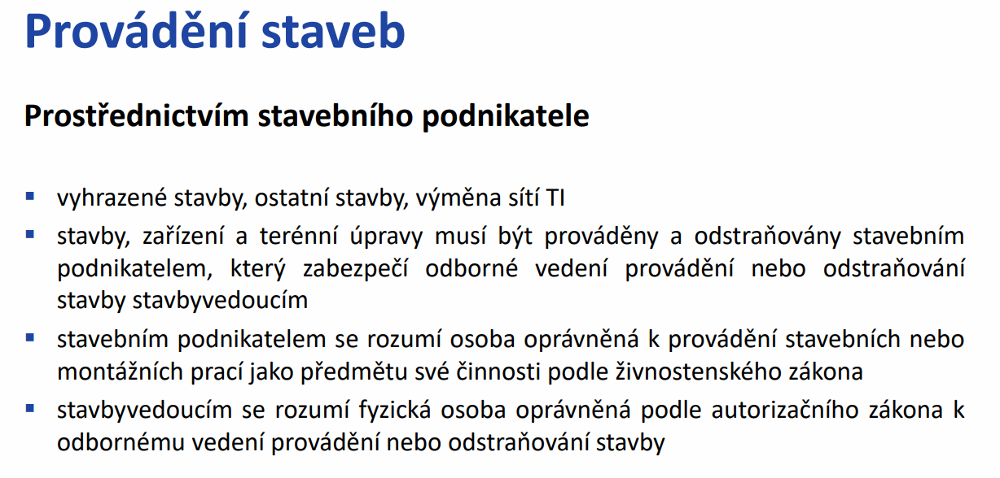 Provádění staveb
Prostřednictvím stavebního podnikatele
▪ vyhrazené stavby, ostatní stavby, výměna sítí TI
▪ stavby, zařízení a terénní úpravy musí být prováděny a odstraňovány stavebním
podnikatelem, který zabezpečí odborné vedení provádění nebo odstraňování
stavby stavbyvedoucím
▪ stavebním podnikatelem se rozumí osoba oprávněná k provádění stavebních nebo
montážních prací jako předmětu své činnosti podle živnostenského zákona
▪ stavbyvedoucím se rozumí fyzická osoba oprávněná podle autorizačního zákona k
odbornému vedení provádění nebo odstraňování stavby